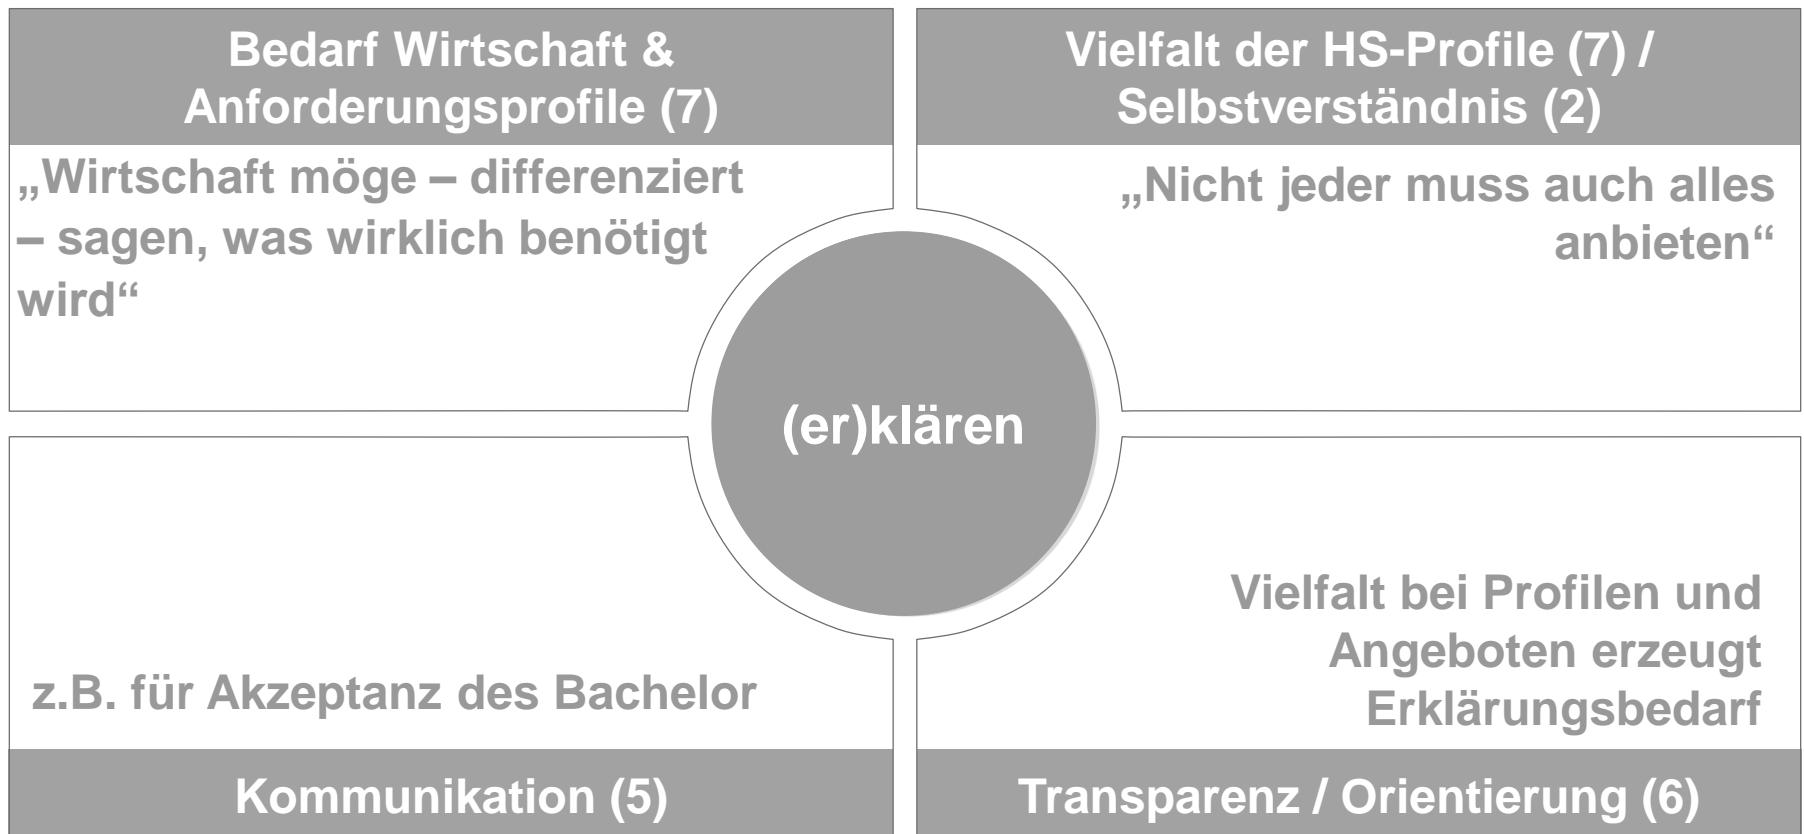 Bedarf Wirtschaft &
Anforderungsprofile (7)
„Wirtschaft möge – differenziert
– sagen, was wirklich benötigt
wird“
Vielfalt der HS-Profile (7) /
Selbstverständnis (2)
„Nicht jeder muss auch alles
anbieten“
(er)klären
z.B. für Akzeptanz des Bachelor
Kommunikation (5)
Vielfalt bei Profilen und
Angeboten erzeugt
Erklärungsbedarf
Transparenz / Orientierung (6)